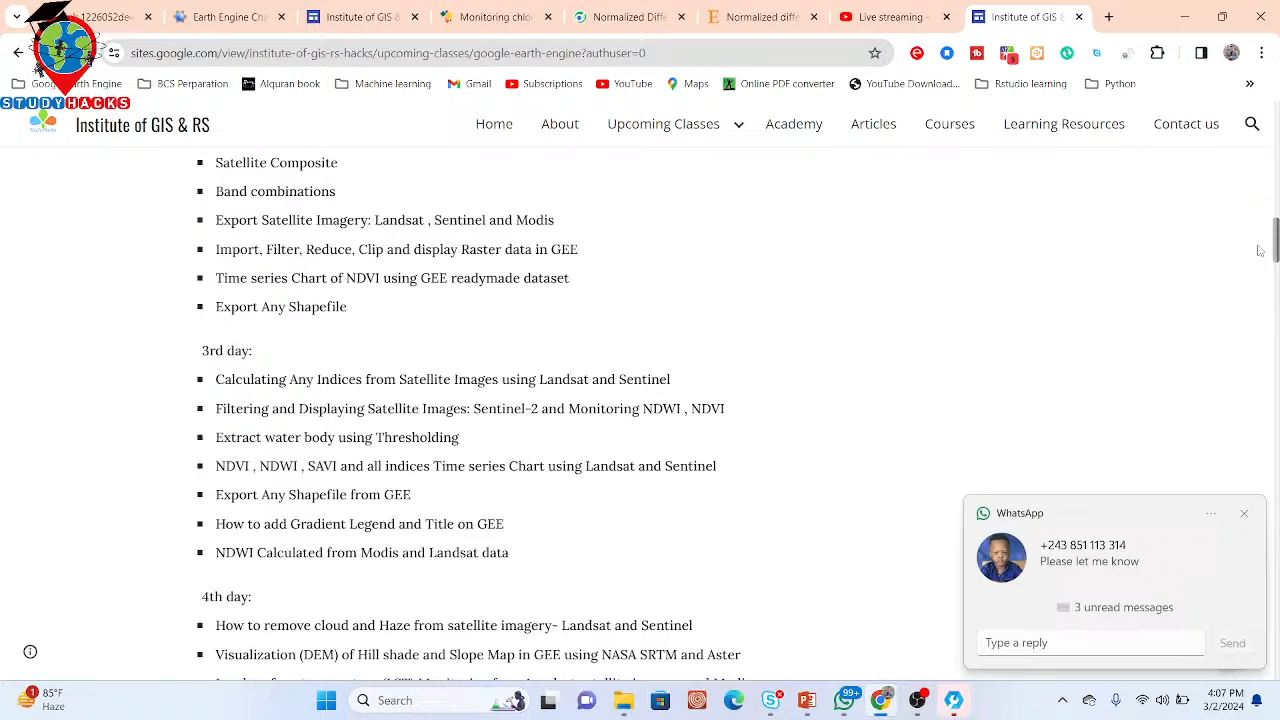 1226052i
Earth Engine Co
Institute of GIS &
Normalized Diffe
Live streaming -
Institute of GIS &
sites.google.com/view/institute-of-gis-rs-hacks/upcoming-classes/google-earth-engine?authuser=0
3
Goog
Earth Engine
BCS Perparation
Alquura book
Machine learning
Gmail
Subscriptions
YouTube
Maps
Online PDF converter
YouTube Download...
Rstudio learning
Python
STUDYHACKS
Institute of GIS & RS
Home
About
Upcoming Classes
Academy
Articles
Courses
Learning Resources
Contact us
Satellite Composite
Band combinations
Export Satellite Imagery: Landsat , Sentinel and Modis
Import, Filter, Reduce, Clip and display Raster data in GEE
Time series Chart of NDVI using GEE readymade dataset
Export Any Shapefile
3rd day:
Calculating Any Indices from Satellite Images using Landsat and Sentinel
Filtering and Displaying Satellite Images: Sentinel-2 and Monitoring NDWI , NDVI
Extract water body using Thresholding
NDVI , NDWI , SAVI and all indices Time series Chart using Landsat and Sentinel
Export Any Shapefile from GEE
How to add Gradient Legend and Title on GEE
NDWI Calculated from Modis and Landsat data
4th day:
How to remove cloud and Haze from satellite imagery- Landsat and Sentinel
Visualization (DEM) of Hill shade and Slope Map in GEE using NASA SRTM and Aster
WhatsApp
+243 851 113 314
Please let me know
3 unread messages
Type a reply
Send
1
85°F
Haze
Search
99+
4:07 PM
3/2/2024